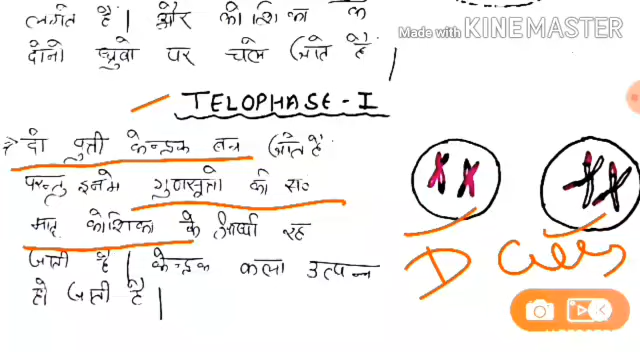 लगते है| और कोशिका के
दोनो ध्रुवो पर चले जाते है|
Made with KINEMASTER
TELOPHASE - I
दो पुत्री केन्द्रक बन जाते है
परन्तु इनमे गुणसूत्रो की सं०
मातृ कोशिका के आधी रह
जाती है| केन्द्रक कला उत्पन्न
हो जाती है|
D Cells